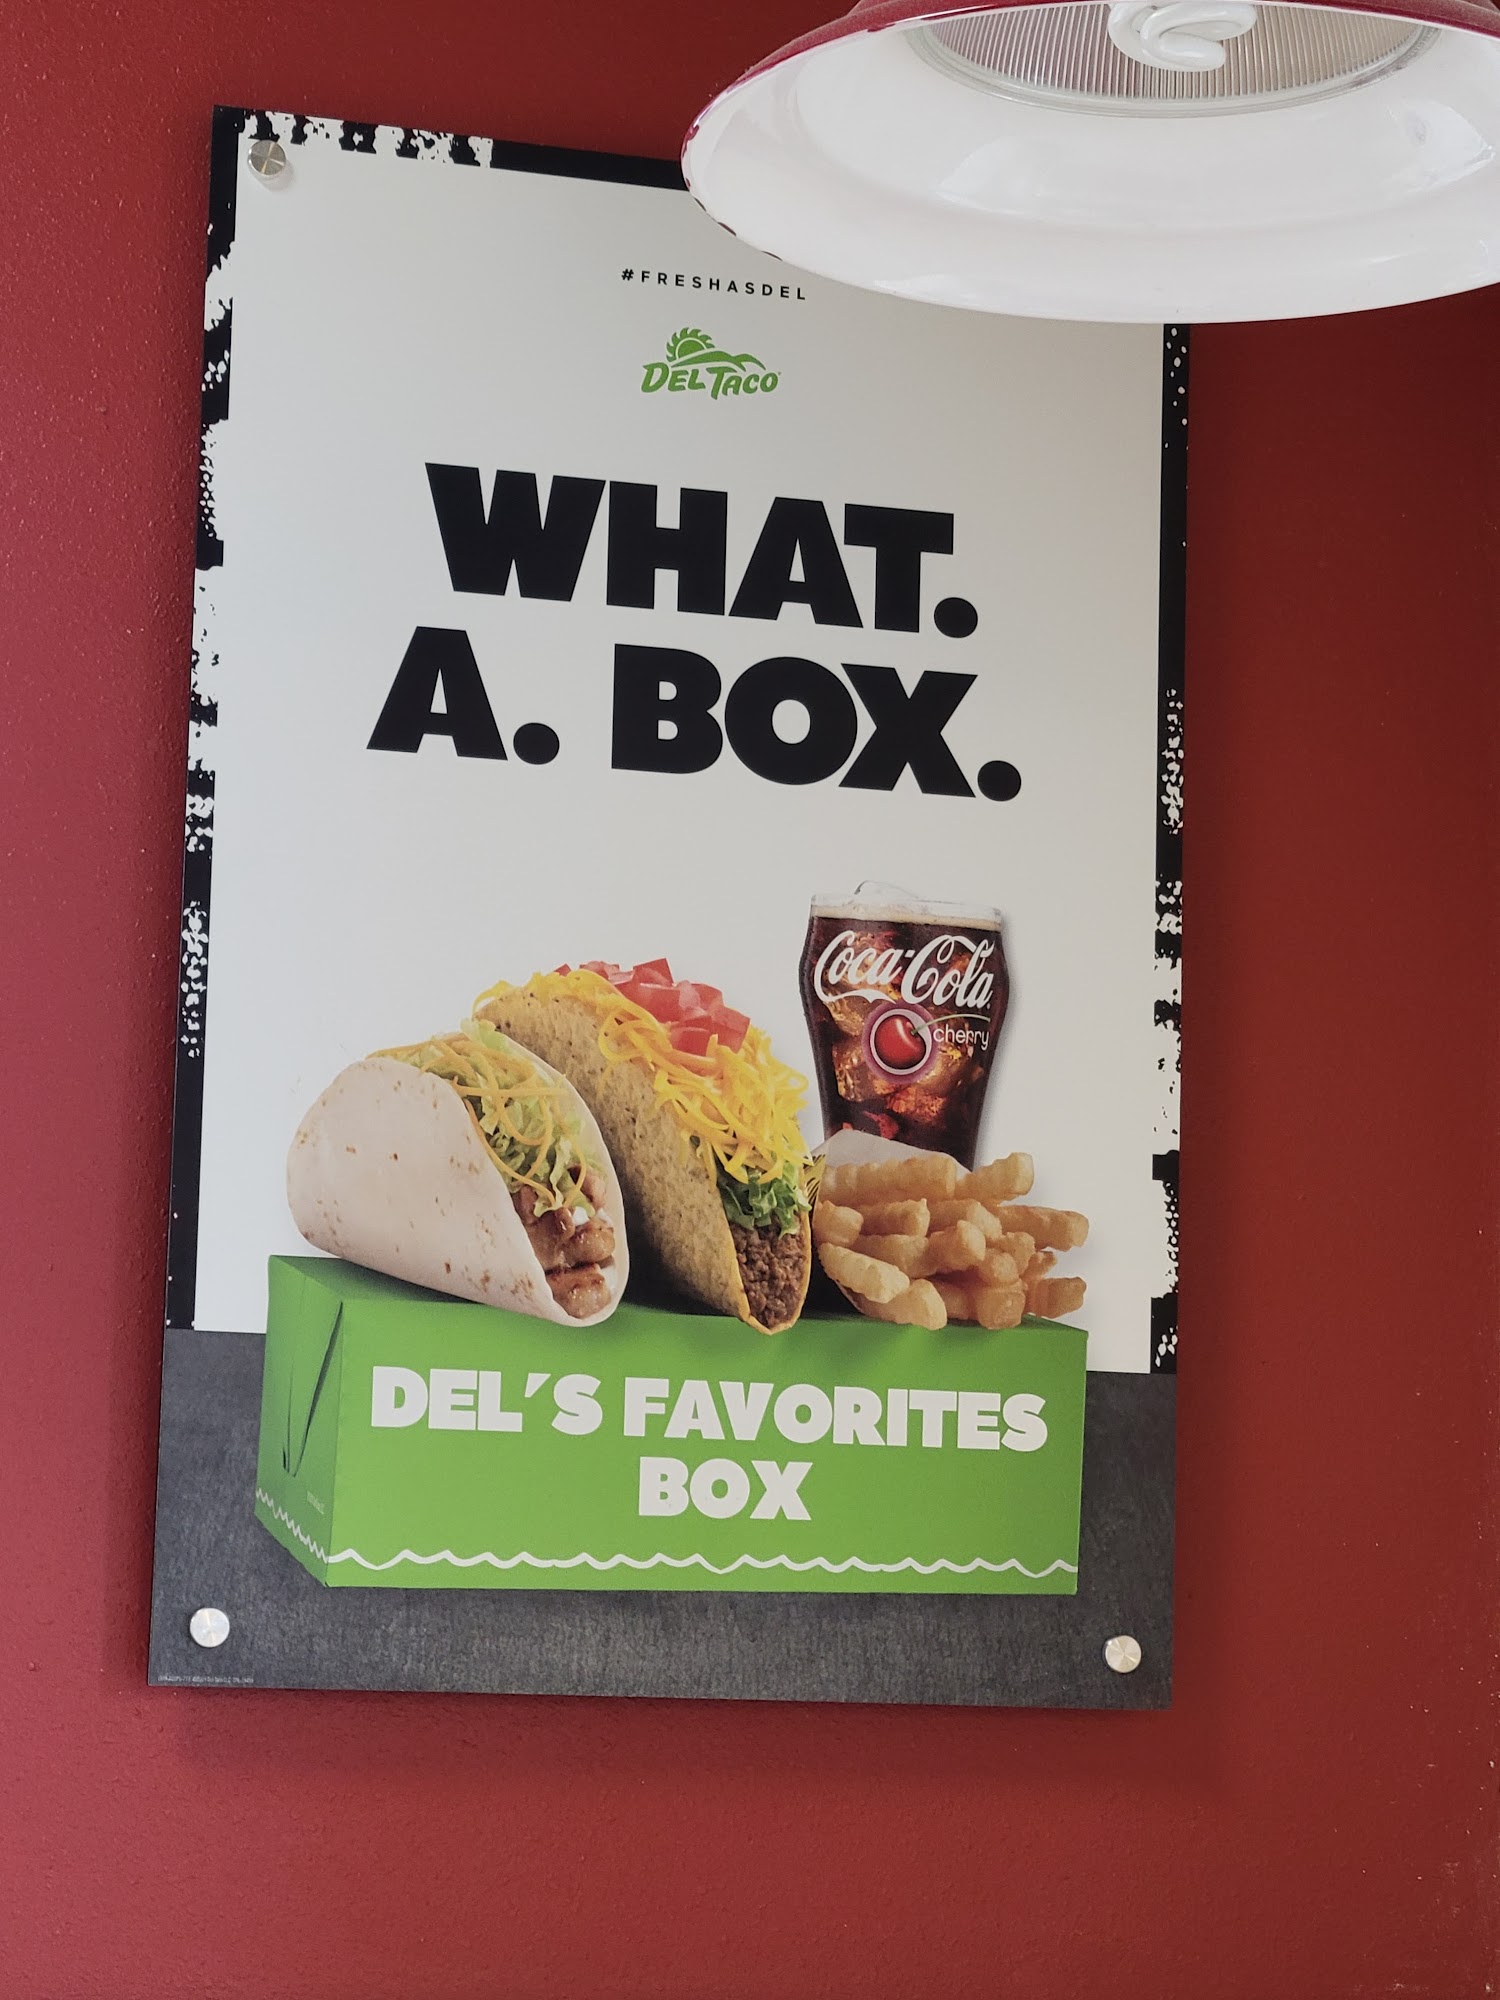 #FRESHASDEL
DEL TACO
WHAT.
A. BOX.
Coca-Cola
cherry
DEL'S FAVORITES
BOX